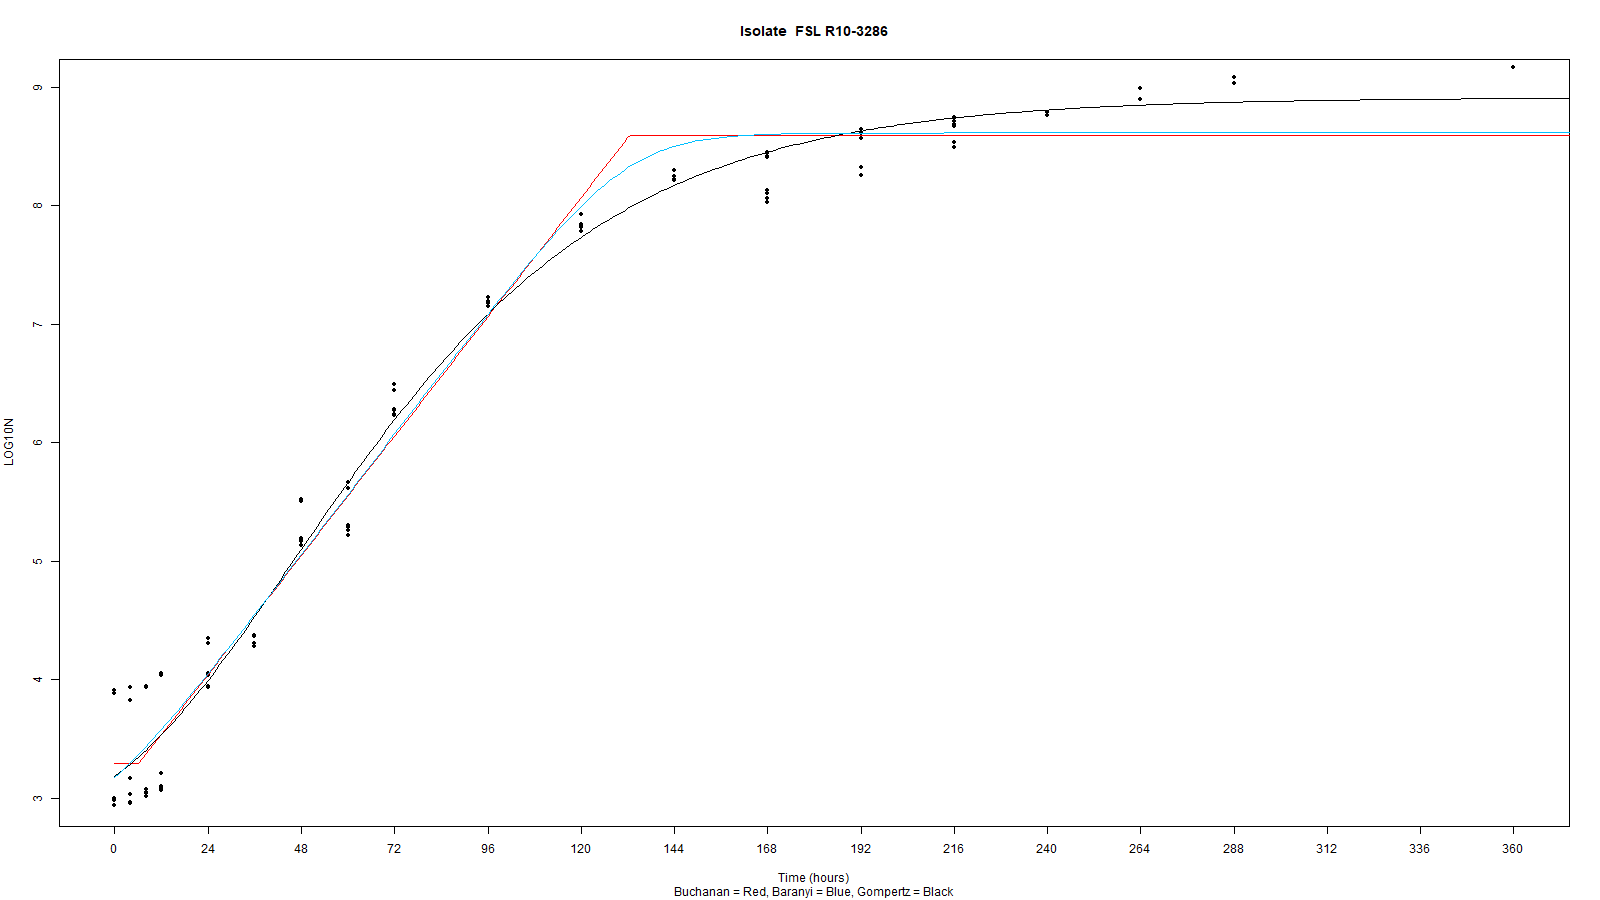 Isolate  FSL R10-3286
9
8
7
6
5
4
3
LOG10N
0 24 48 72 96 120 144 168 192 216 240 264 288 312 336 360
Time (hours)
Buchanan = Red, Baranyi = Blue, Gompertz = Black